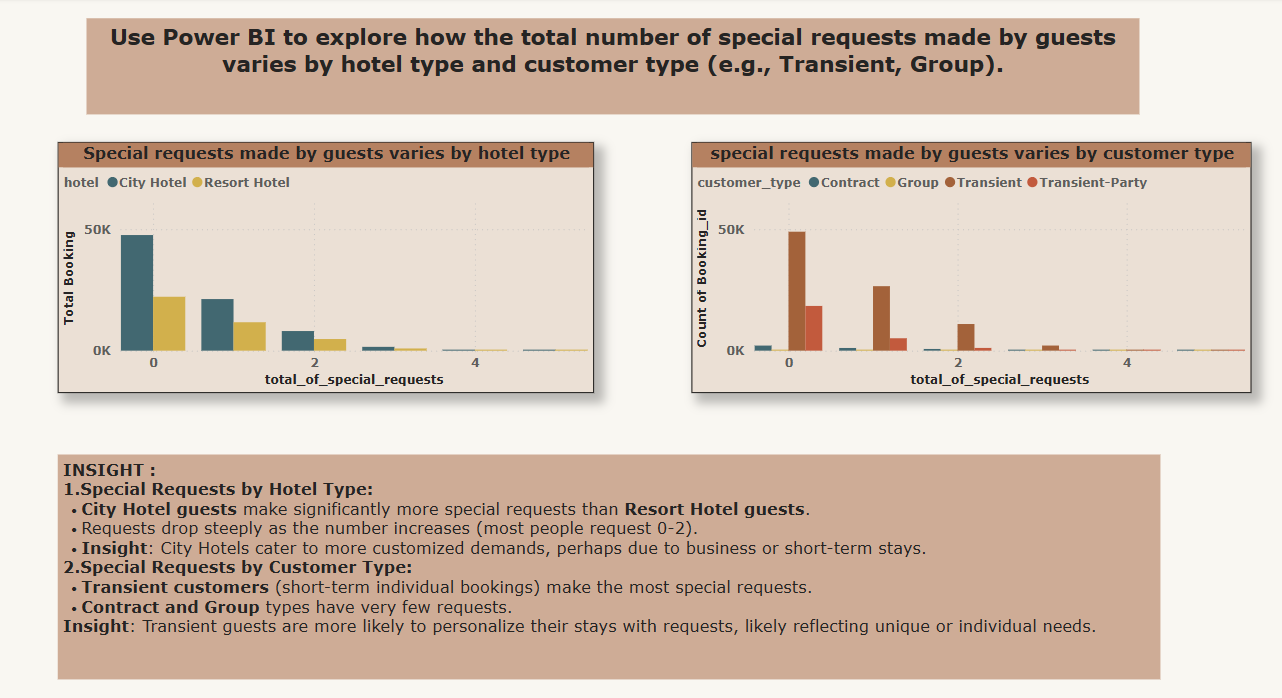 Use Power BI to explore how the total number of special requests made by guests
varies by hotel type and customer type (e.g., Transient, Group).
Special requests made by guests varies by hotel type
hotel City Hotel Resort Hotel
Total Booking
50K
0K
0 2 4
total_of_special_requests
special requests made by guests varies by customer type
customer_type Contract Group Transient Transient-Party
Count of Booking_id
50K
0K
0 2 4
total_of_special_requests
INSIGHT :
1.Special Requests by Hotel Type:
• City Hotel guests make significantly more special requests than Resort Hotel guests.
• Requests drop steeply as the number increases (most people request 0-2).
• Insight: City Hotels cater to more customized demands, perhaps due to business or short-term stays.
2.Special Requests by Customer Type:
• Transient customers (short-term individual bookings) make the most special requests.
• Contract and Group types have very few requests.
Insight: Transient guests are more likely to personalize their stays with requests, likely reflecting unique or individual needs.